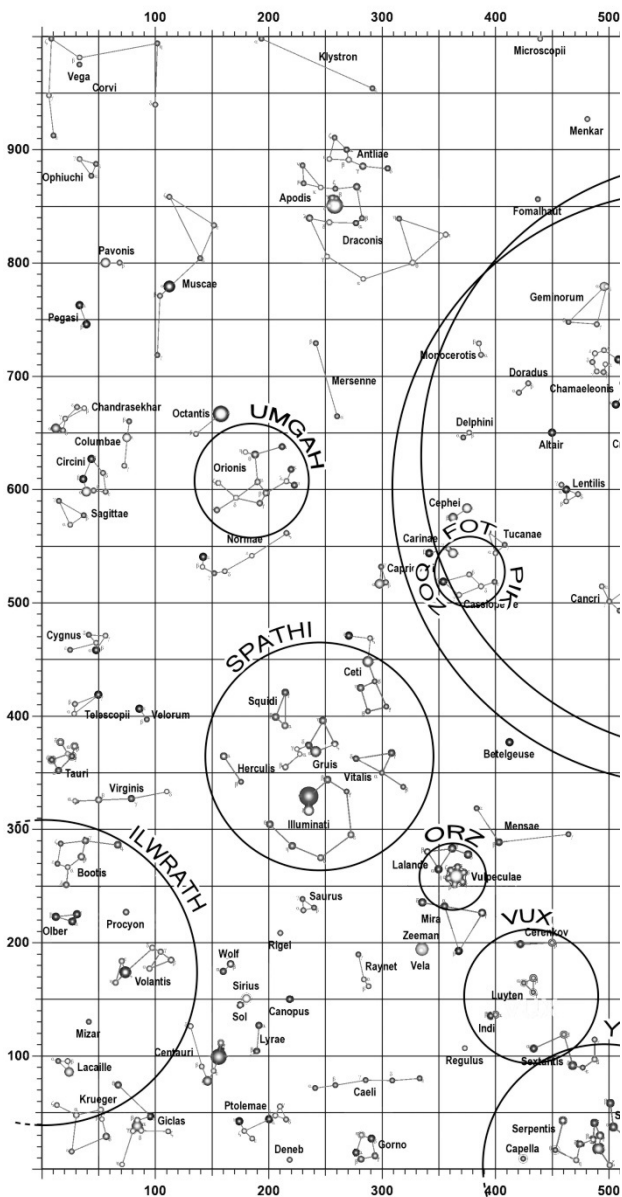 100 200 300 400 500
Klystron
Microscopii
Vega
Corvi
Menkar
900
Antliae
Ophiuchi
Apodis
Fomalhaut
Draconis
Pavonis
800
Muscae
Geminorum
Pegasi
Monocerotis
700
Mersenne
Doradus
Chamaeleonis
Chandrasekhar
Octantis
UMGAH
Columbae
Delphini
Altair
Circini
Orionis
600
Lentilis
Sagittae
Cephei
Normae
Carinae
FOT
Tucanae
ZOQ
PIK
500
Cancri
Cygnus
SPATHI
Ceti
Squidi
400
Telescopii
Velorum
Betelgeuse
Tauri
Herculis
Gruis
Vitalis
Virginis
300
Illuminati
ORZ
Mensae
ILWRATH
Bootis
Lalande
Vulpeculae
Olber
Procyon
Saurus
Mira
VUX
Rigel
Zeeman
Cerenkov
200
Wolf
Raynet
Vela
Volantis
Sirius
Luyten
Mizar
Sol
Canopus
Indi
Y
Lyrae
100
Centauri
Regulus
Sextantis
Lacaille
Caeli
Krueger
Giclas
Ptolemae
Serpentis
Deneb
Gorno
Capella
100 200 300 400 500